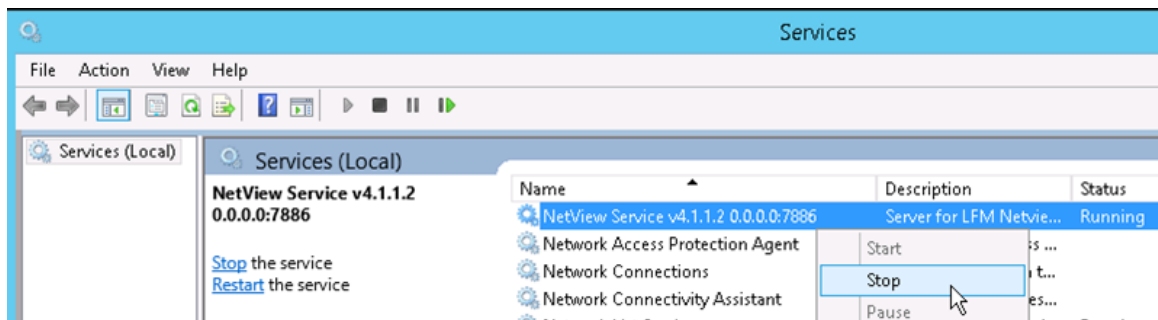 Services
File Action View Help
Services (Local)
Services (Local)
NetView Service v4.1.1.2
0.0.0.0:7886
Stop the service
Restart the service
Name Description Status
NetView Service v4.1.1.2 0.0.0.0:7886 Server for LFM Netvie... Running
Network Access Protection Agent
Network Connections
Network Connectivity Assistant
Start
Stop
Pause